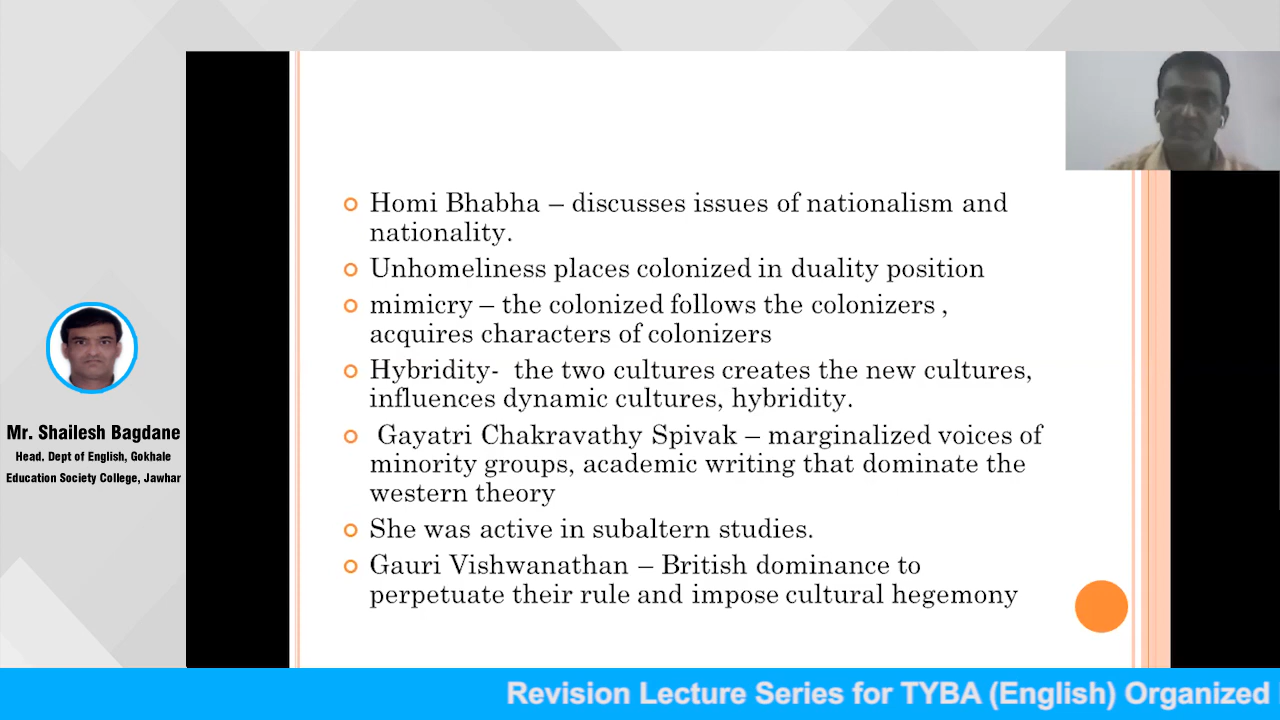 Homi Bhabha – discusses issues of nationalism and
nationality.
Unhomeliness places colonized in duality position
mimicry – the colonized follows the colonizers ,
acquires characters of colonizers
Hybridity- the two cultures creates the new cultures,
influences dynamic cultures, hybridity.
Gayatri Chakravathy Spivak – marginalized voices of
minority groups, academic writing that dominate the
western theory
She was active in subaltern studies.
Gauri Vishwanathan – British dominance to
perpetuate their rule and impose cultural hegemony
Mr. Shailesh Bagdane
Head. Dept of English, Gokhale
Education Society College, Jawhar
Revision Lecture Series for TYBA (English) Organized